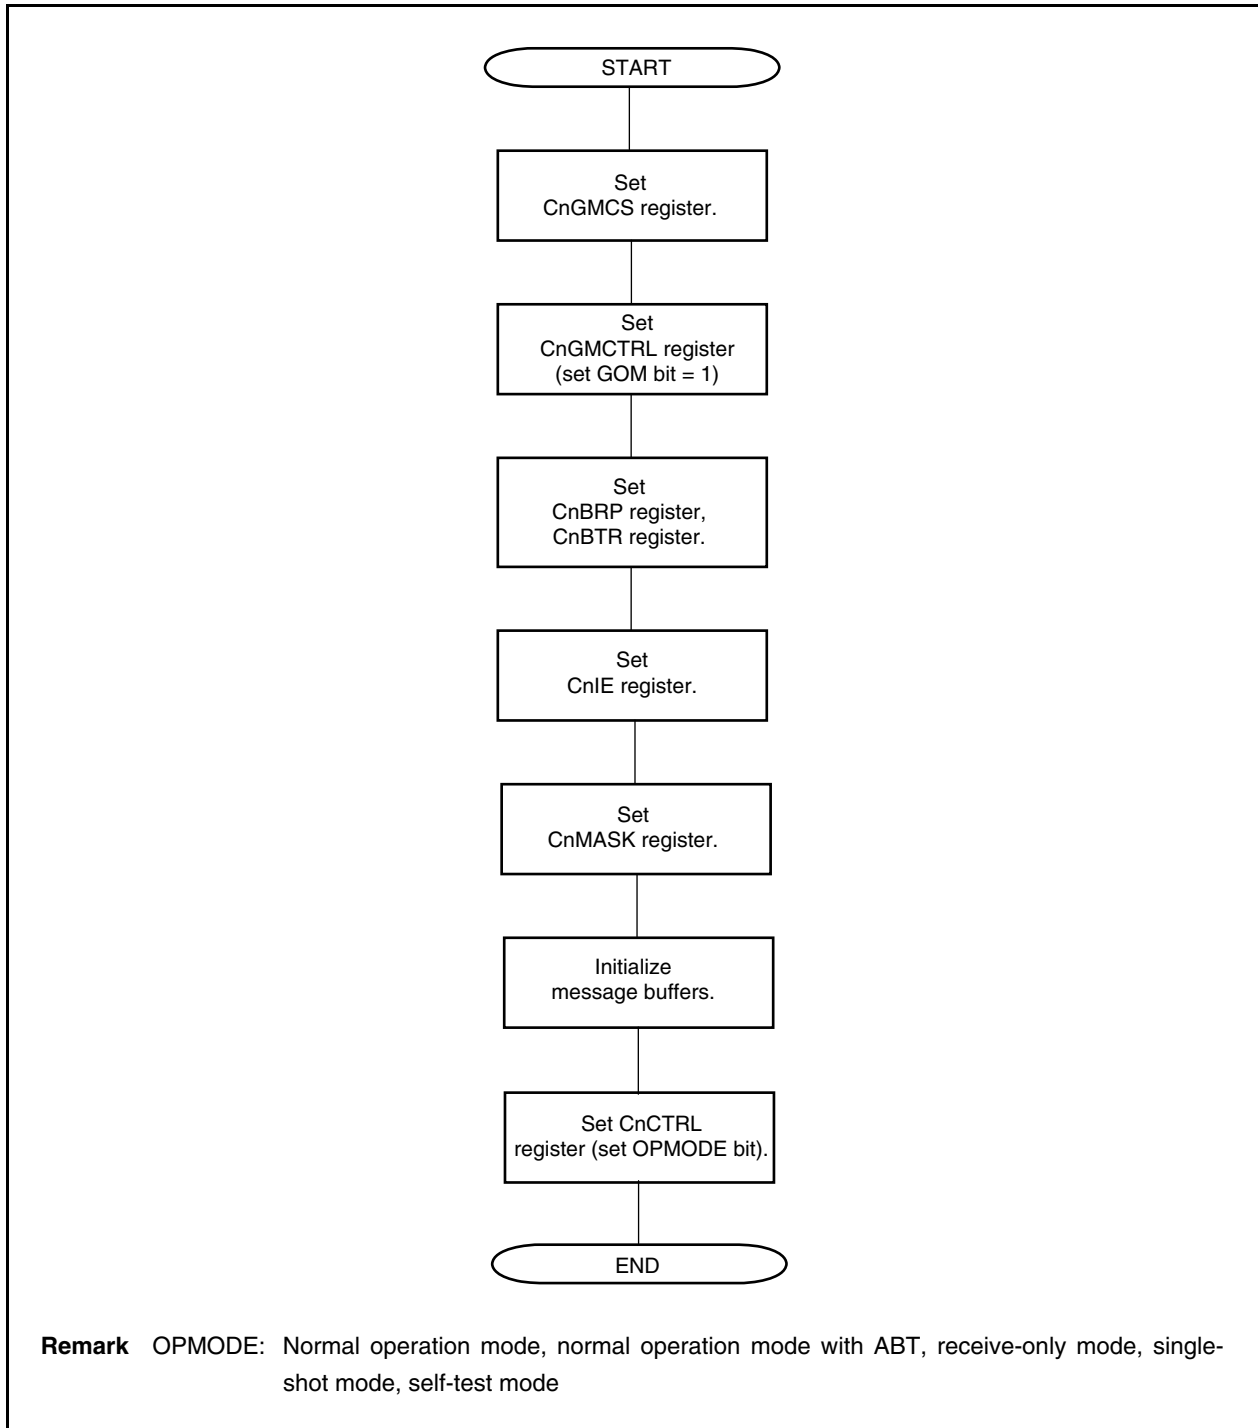 START
Set
CnGMCS register.
Set
CnGMCTRL register
(set GOM bit = 1)
Set
CnBRP register,
CnBTR register.
Set
CnIE register.
Set
CnMASK register.
Initialize
message buffers.
Set CnCTRL
register (set OPMODE bit).
END
Remark OPMODE: Normal operation mode, normal operation mode with ABT, receive-only mode, single-
shot mode, self-test mode